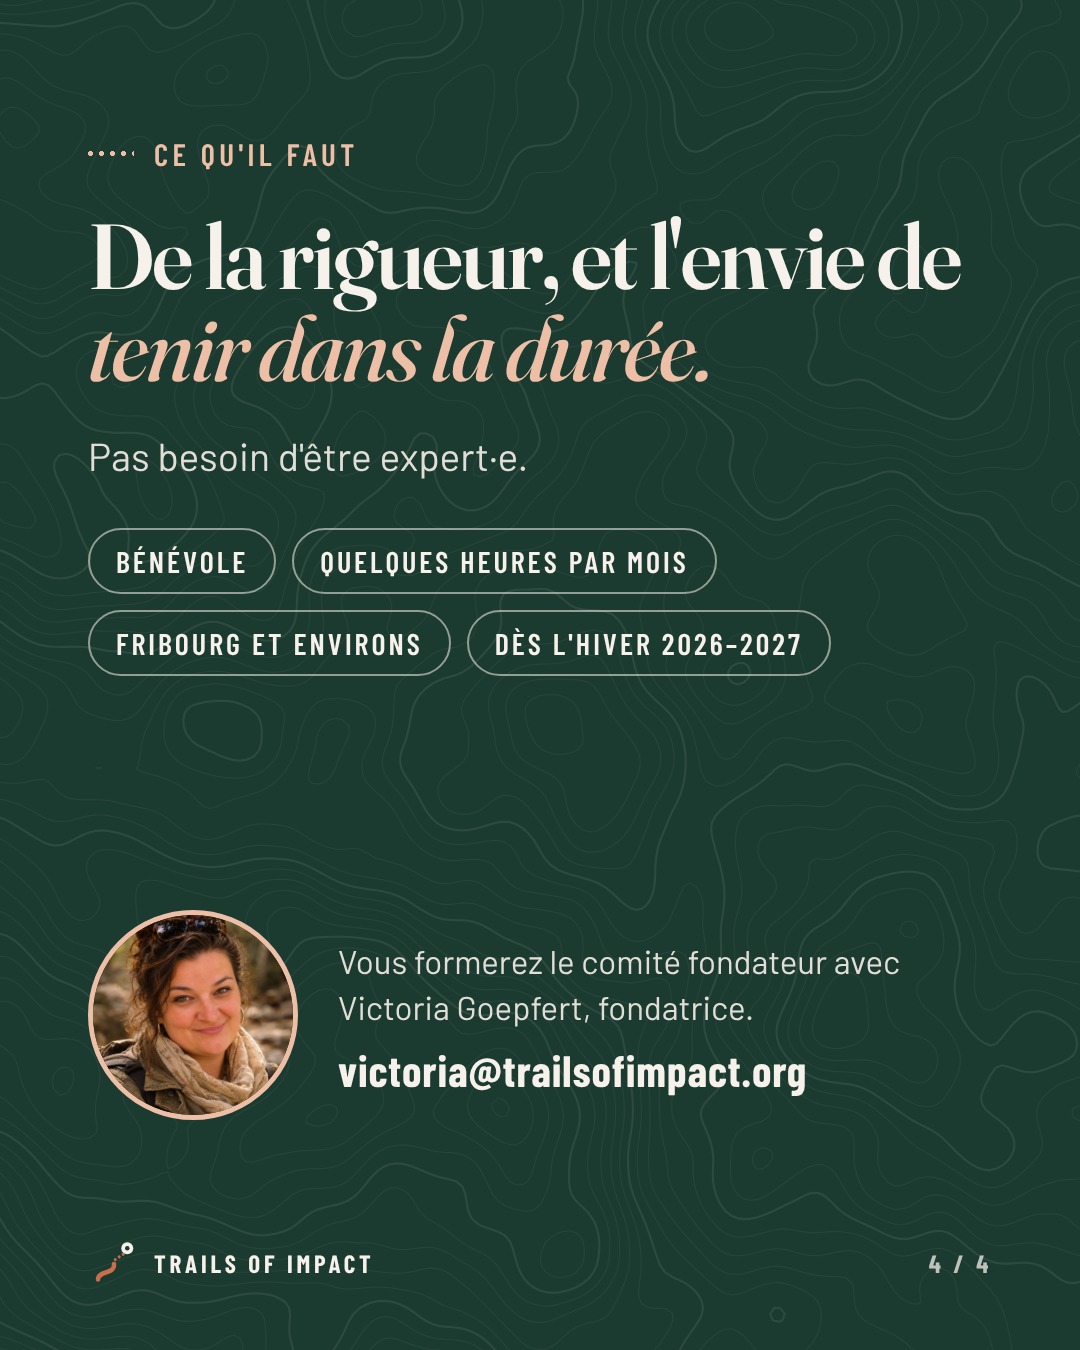 CE QU'IL FAUT
De la rigueur, et l'envie de
tenir dans la durée.
Pas besoin d'être expert·e.
BÉNÉVOLE
QUELQUES HEURES PAR MOIS
FRIBOURG ET ENVIRONS
DÈS L'HIVER 2026–2027
Vous formerez le comité fondateur avec
Victoria Goepfert, fondatrice.
victoria@trailsofimpact.org
TRAILS OF IMPACT
4 / 4